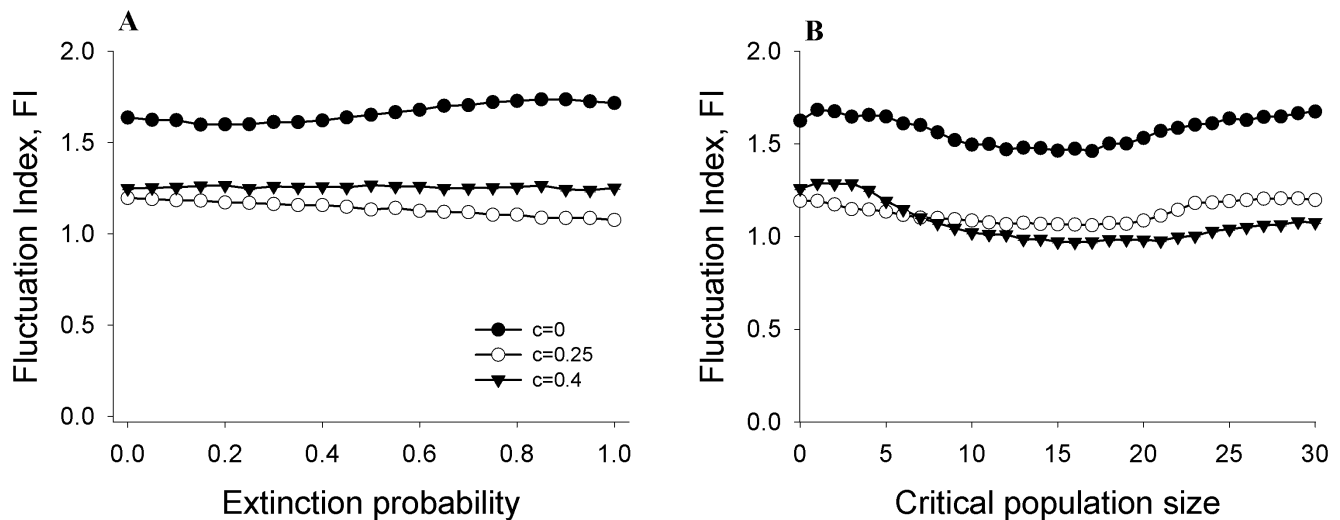 A
2.0
1.5
1.0
0.5
0.0
Fluctuation Index, FI
c=0
c=0.25
c=0.4
0.0 0.2 0.4 0.6 0.8 1.0
Extinction probability
B
2.0
1.5
1.0
0.5
0.0
Fluctuation Index, FI
0 5 10 15 20 25 30
Critical population size